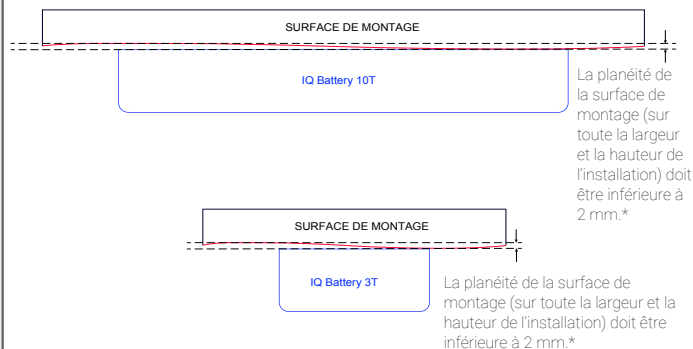 SURFACE DE MONTAGE
IQ Battery 10T
La planéité de
la surface de
montage (sur
toute la largeur
et la hauteur de
l'installation) doit
être inférieure à
2 mm.*
SURFACE DE MONTAGE
IQ Battery 3T
La planéité de la surface de
montage (sur toute la largeur et la
hauteur de l'installation) doit être
inférieure à 2 mm.*